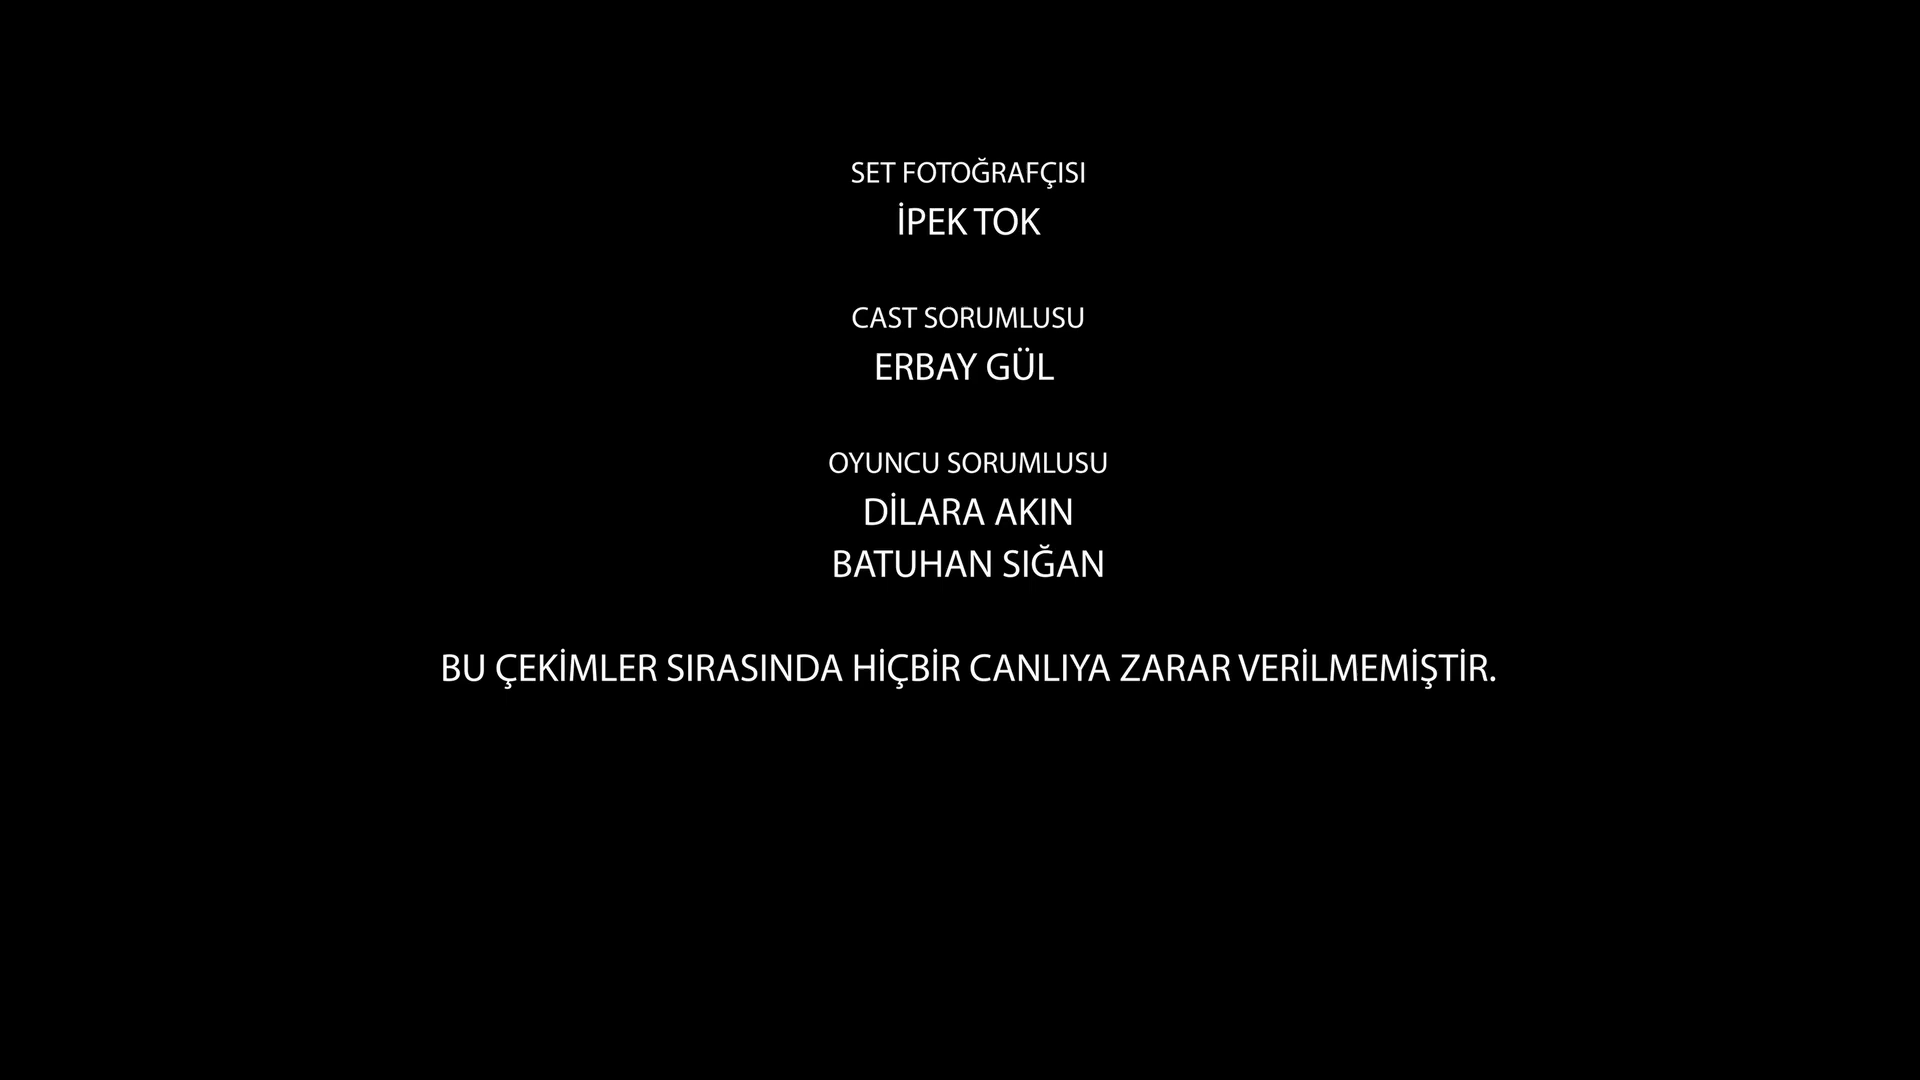 SET FOTOĞRAFÇISI
İPEK TOK
CAST SORUMLUSU
ERBAY GÜL
OYUNCU SORUMLUSU
DİLARA AKIN
BATUHAN SIĞAN
BU ÇEKİMLER SIRASINDA HİÇBİR CANLIYA ZARAR VERİLMEMİŞTİR.